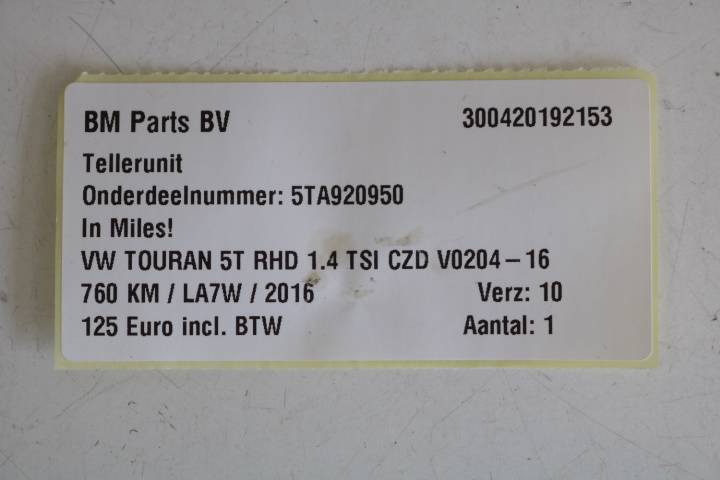 BM Parts BV 300420192153
Tellerunit
Onderdeelnummer: 5TA920950
In Miles!
VW TOURAN 5T RHD 1.4 TSI CZD V0204-16
760 KM / LA7W / 2016 Verz: 10
125 Euro incl. BTW Aantal: 1